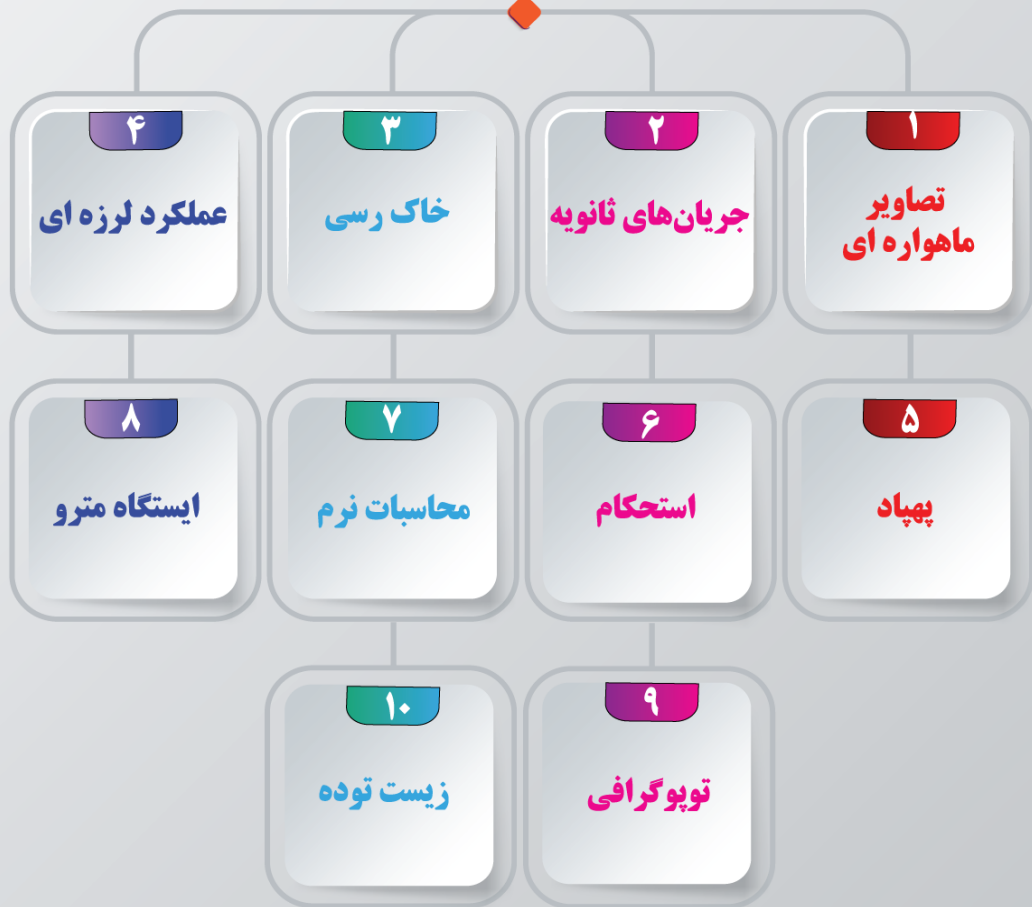 ۱
تصاویر
ماهواره ای
۲
جریان‌های ثانویه
۳
خاک رسی
۴
عملکرد لرزه ای
۵
پهپاد
۶
استحکام
۷
محاسبات نرم
۸
ایستگاه مترو
۹
توپوگرافی
۱۰
زیست توده